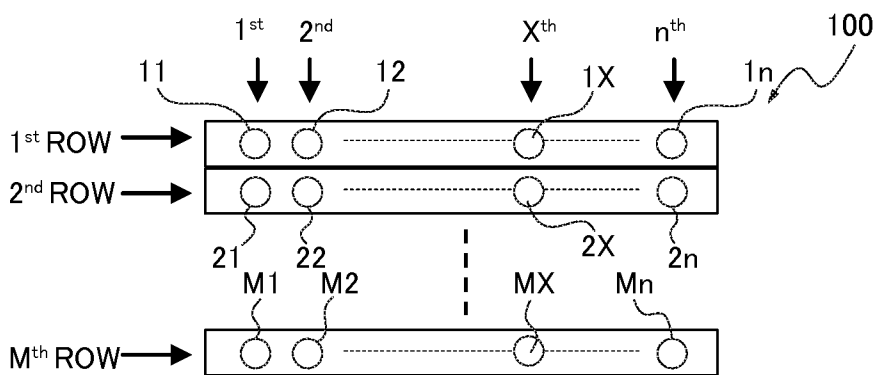 1st 2nd Xth nth 100
11 12 1X 1n
1st ROW
2nd ROW
21 22 2X 2n
M1 M2 MX Mn
Mth ROW